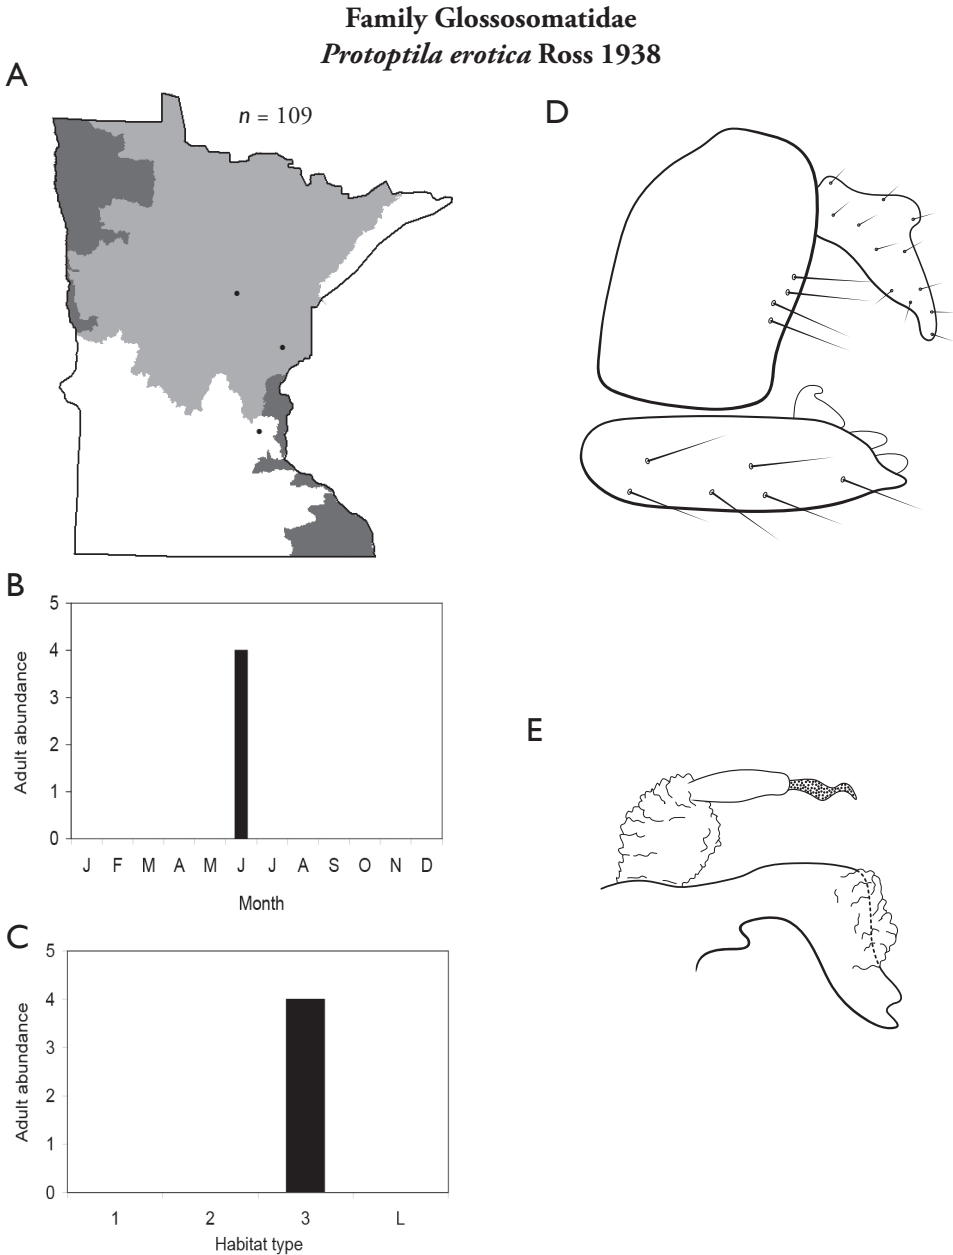 Family Glossosomatidae
Protoptila erotica Ross 1938
A
n = 109
D
B
5
4
3
2
1
0
Adult abundance
J F M A M J J A S O N D
Month
E
C
5
4
3
2
1
0
Adult abundance
1 2 3 L
Habitat type